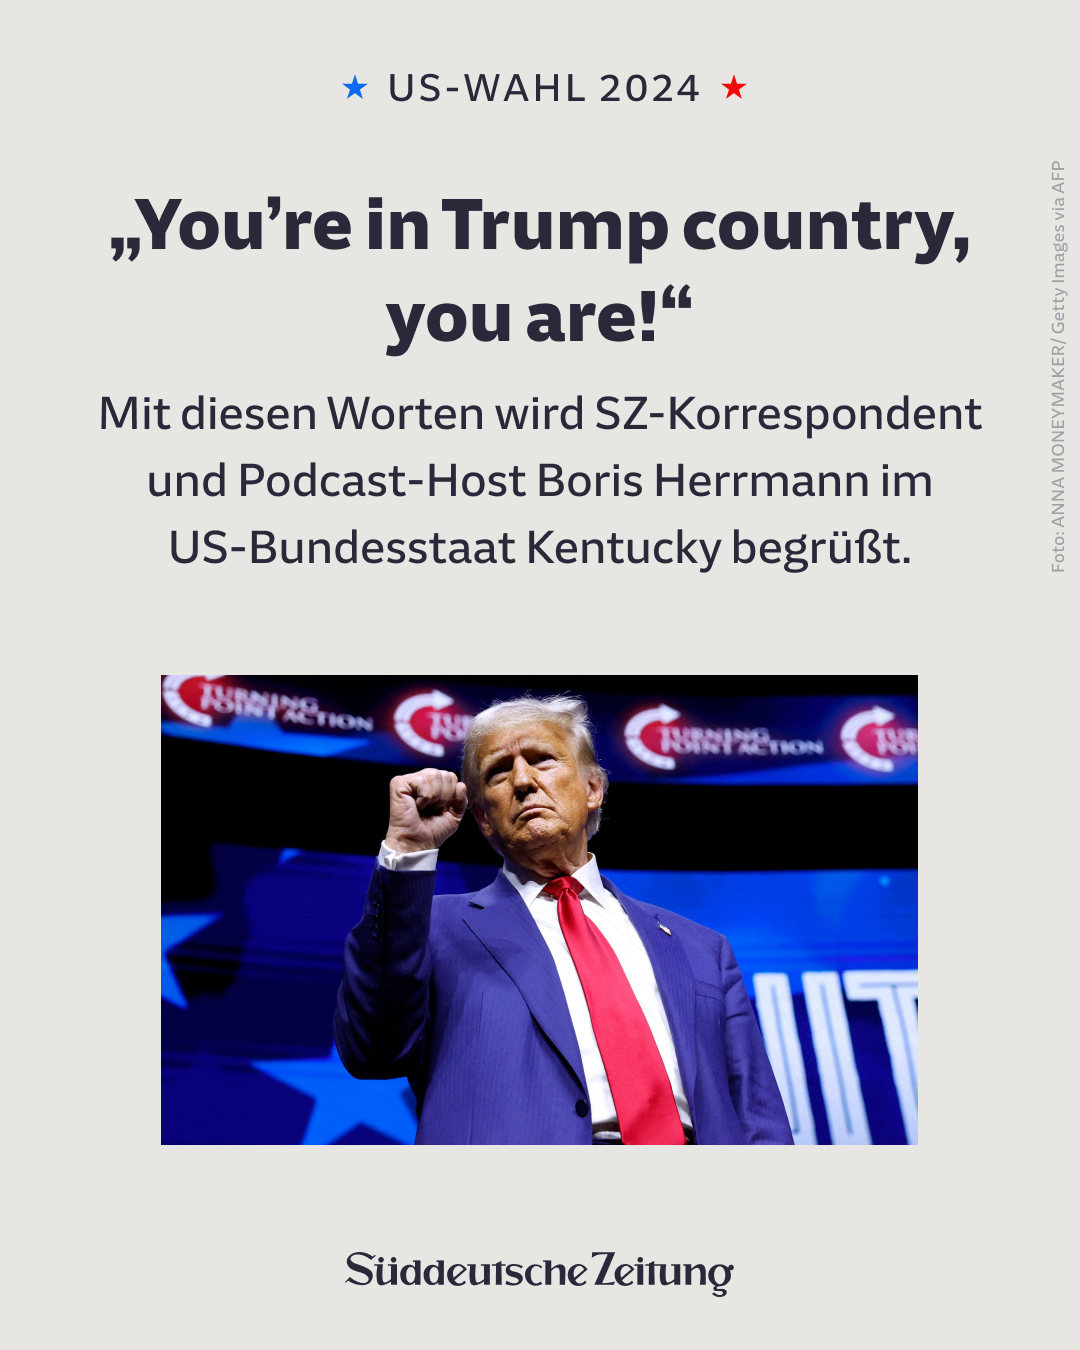 ★ US-WAHL 2024 ★
„You’re in Trump country,
you are!“
Mit diesen Worten wird SZ-Korrespondent
und Podcast-Host Boris Herrmann im
US-Bundesstaat Kentucky begrüßt.
Foto: ANNA MONEYMAKER/ Getty Images via AFP
TURNING
POINT ACTION
TURNING
POINT ACTION
UT
Süddeutsche Zeitung